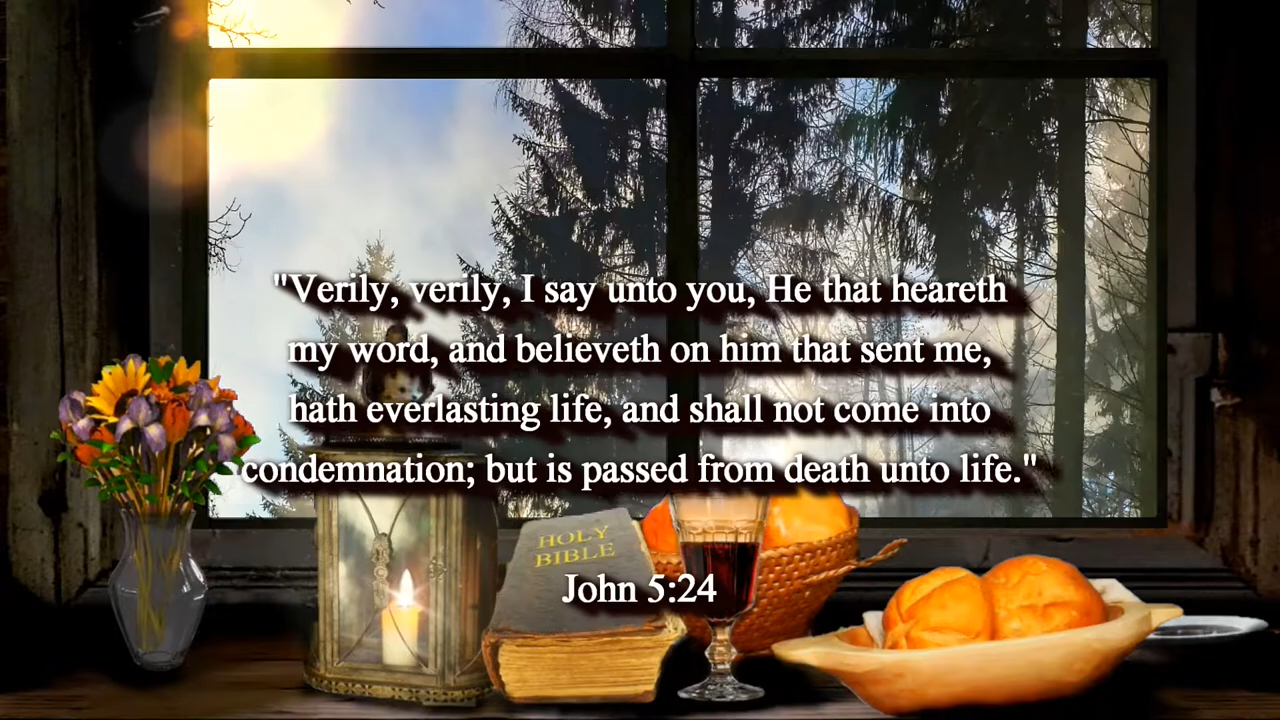 "Verily, verily, I say unto you, He that heareth
my word, and believeth on him that sent me,
hath everlasting life, and shall not come into
condemnation; but is passed from death unto life."
HOLY
BIBLE
John 5:24